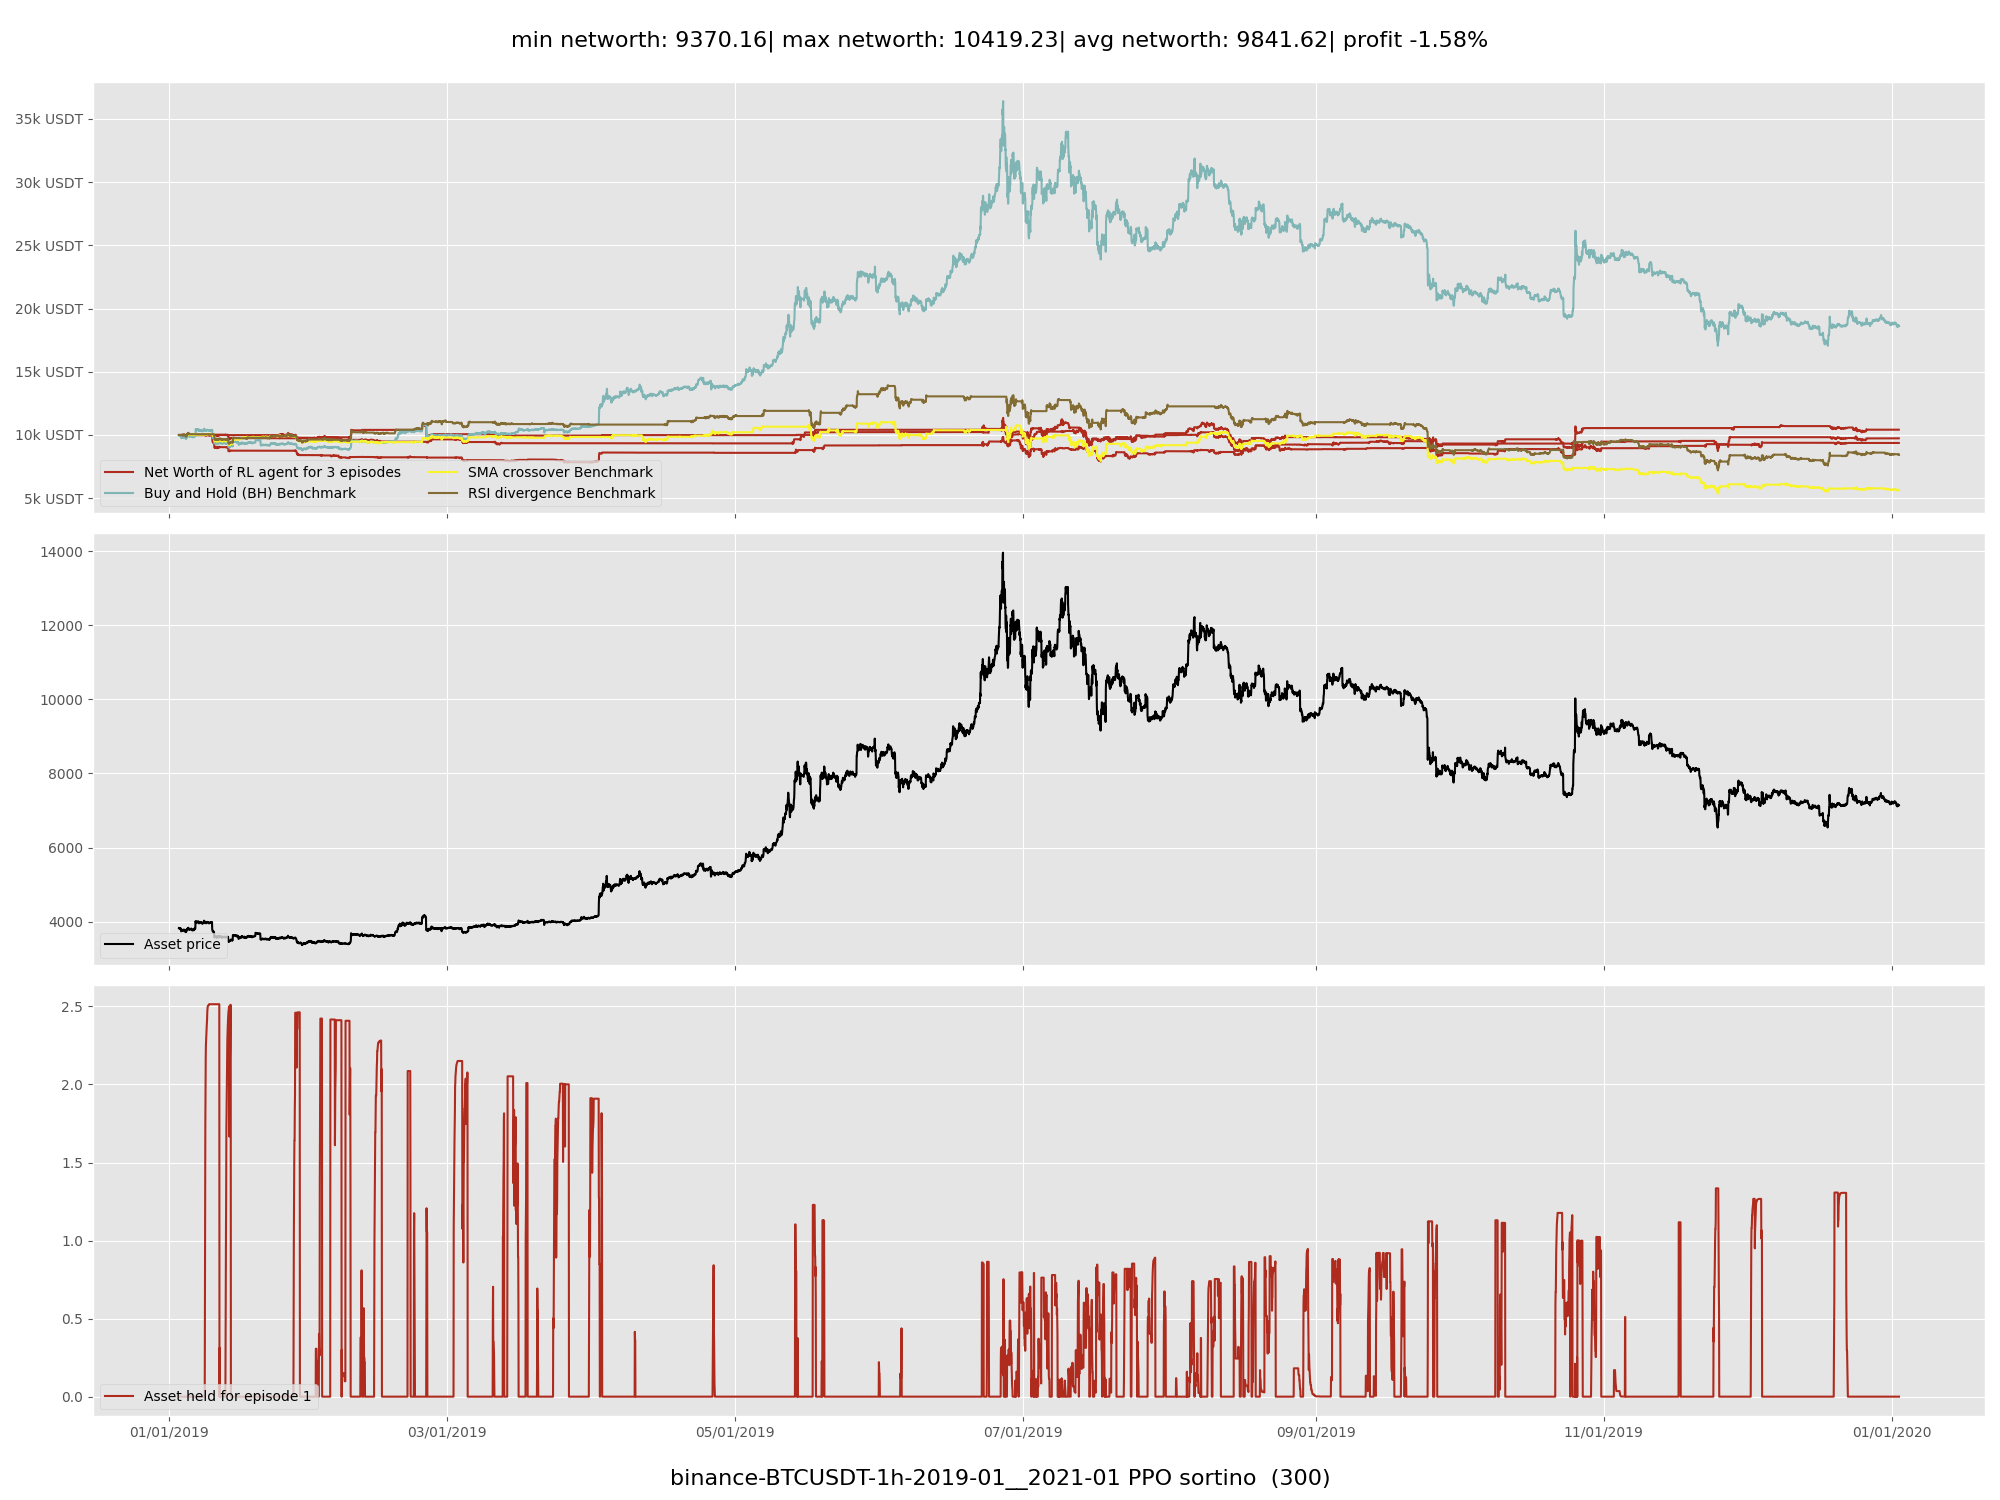 min networth: 9370.16| max networth: 10419.23| avg networth: 9841.62| profit -1.58%
35k USDT
30k USDT
25k USDT
20k USDT
15k USDT
10k USDT
5k USDT
Net Worth of RL agent for 3 episodes
Buy and Hold (BH) Benchmark
SMA crossover Benchmark
RSI divergence Benchmark
14000
12000
10000
8000
6000
4000
Asset price
2.5
2.0
1.5
1.0
0.5
0.0
Asset held for episode 1
01/01/2019 03/01/2019 05/01/2019 07/01/2019 09/01/2019 11/01/2019 01/01/2020
binance-BTCUSDT-1h-2019-01__2021-01 PPO sortino (300)